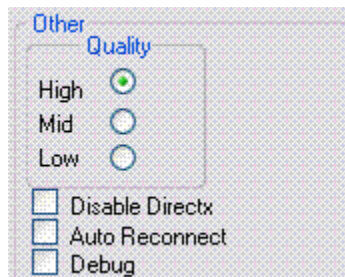 Other
Quality
High
Mid
Low
Disable Directx
Auto Reconnect
Debug